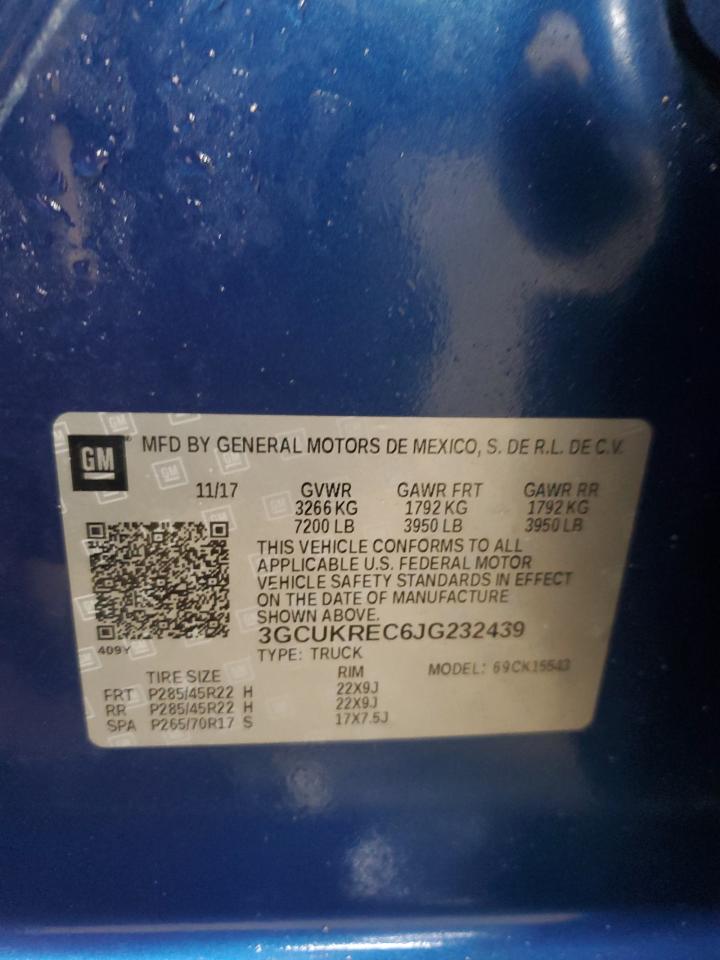 GM MFD BY GENERAL MOTORS DE MEXICO, S. DE R.L. DE C.V.
11/17 GVWR GAWR FRT GAWR RR
3266 KG 1792 KG 1792 KG
7200 LB 3950 LB 3950 LB
THIS VEHICLE CONFORMS TO ALL
APPLICABLE U.S. FEDERAL MOTOR
VEHICLE SAFETY STANDARDS IN EFFECT
ON THE DATE OF MANUFACTURE
SHOWN ABOVE.
3GCUKREC6JG232439
409Y TYPE: TRUCK
TIRE SIZE RIM MODEL: 69CK15543
FRT P285/45R22 H 22X9J
RR P285/45R22 H 22X9J
SPA P265/70R17 S 17X7.5J